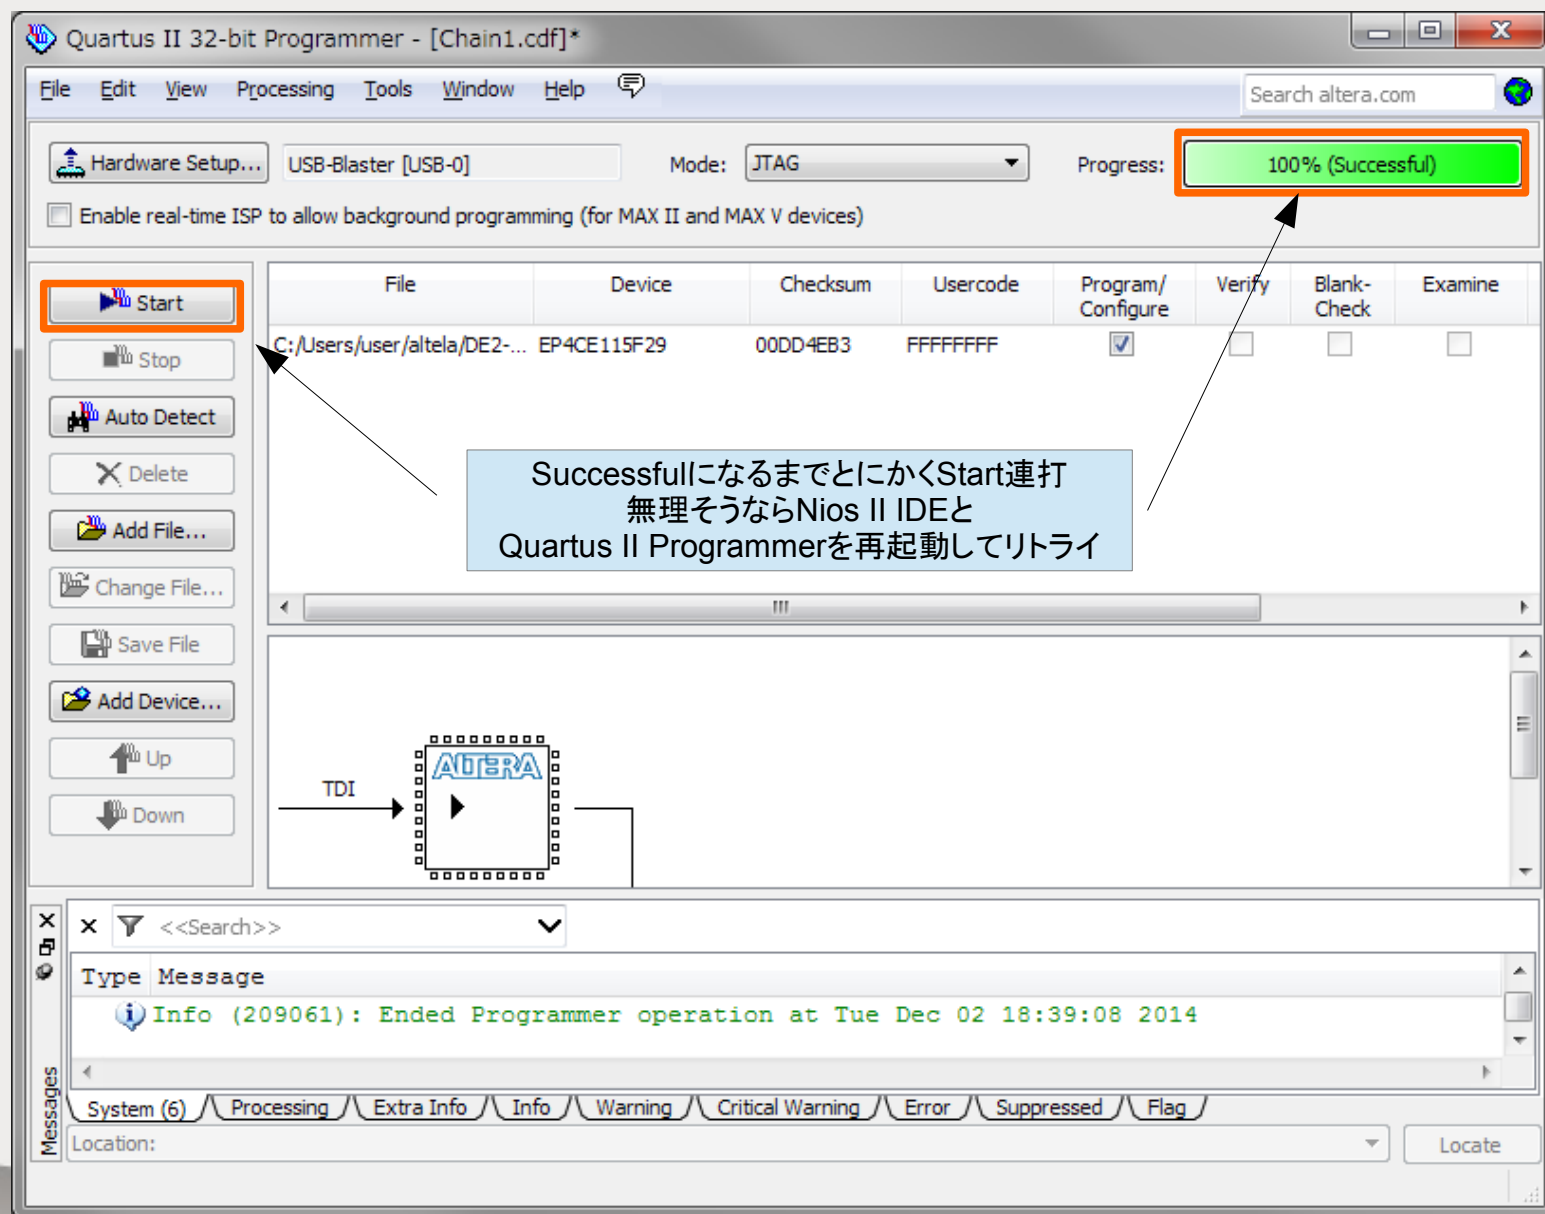 Quartus II 32-bit Programmer - [Chain1.cdf]*
File Edit View Processing Tools Window Help
Search altera.com
Hardware Setup... USB-Blaster [USB-0] Mode: JTAG Progress: 100% (Successful)
Enable real-time ISP to allow background programming (for MAX II and MAX V devices)
Start
Stop
Auto Detect
Delete
Add File...
Change File...
Save File
Add Device...
Up
Down
File Device Checksum Usercode Program/ Verify Blank- Examine
Configure Check
C:/Users/user/altela/DE2-... EP4CE115F29 00DD4EB3 FFFFFFFF
SuccessfulになるまでとにかくStart連打
無理そうならNios II IDEと
Quartus II Programmerを再起動してリトライ
ALTERA
TDI
<<Search>>
Type Message
Info (209061): Ended Programmer operation at Tue Dec 02 18:39:08 2014
System (6) Processing Extra Info Info Warning Critical Warning Error Suppressed Flag
Messages
Location:
Locate